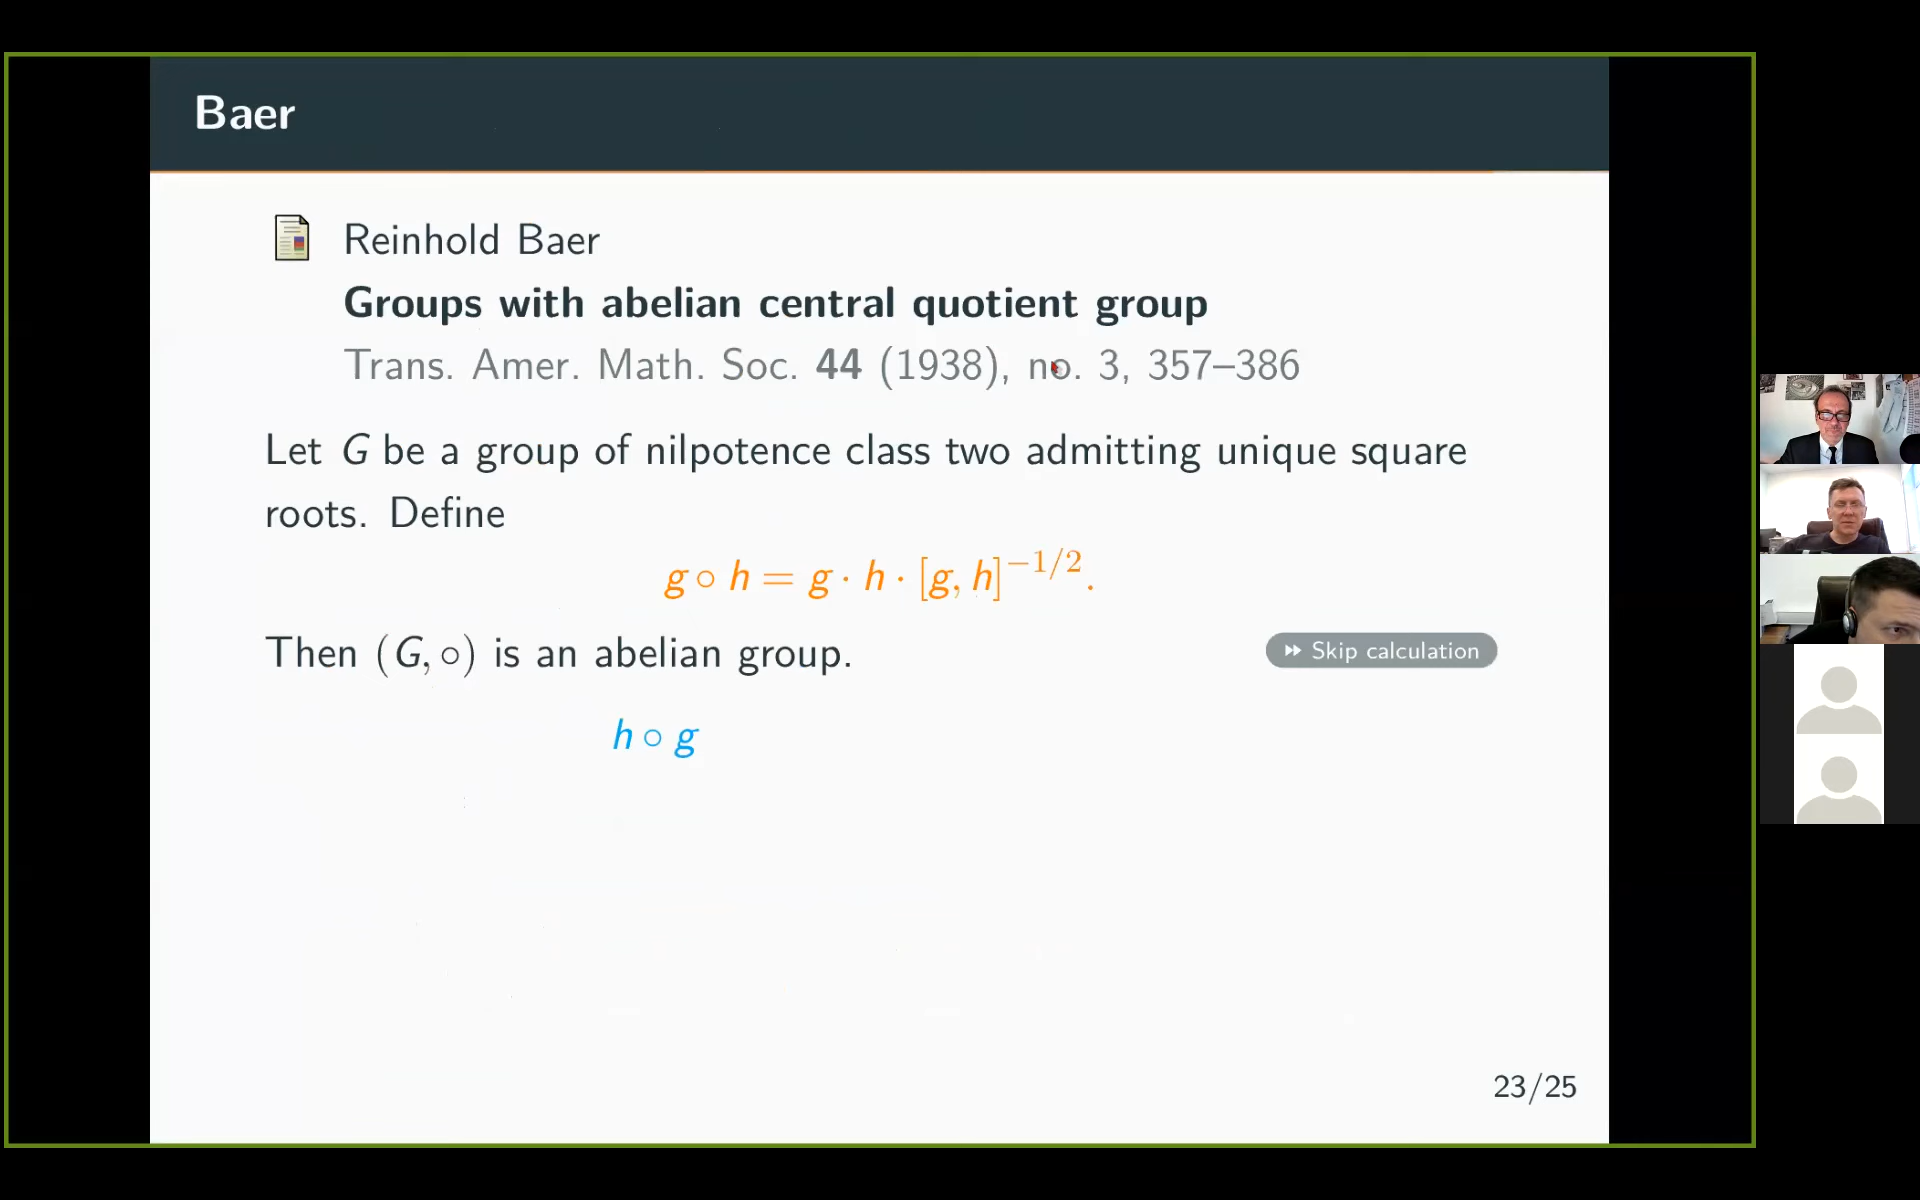 Baer
Reinhold Baer
Groups with abelian central quotient group
Trans. Amer. Math. Soc. 44 (1938), no. 3, 357–386
Let G be a group of nilpotence class two admitting unique square
roots. Define
g ∘ h = g · h · [g, h]^{−1/2}.
Then (G, ∘) is an abelian group.
Skip calculation
h ∘ g
23/25